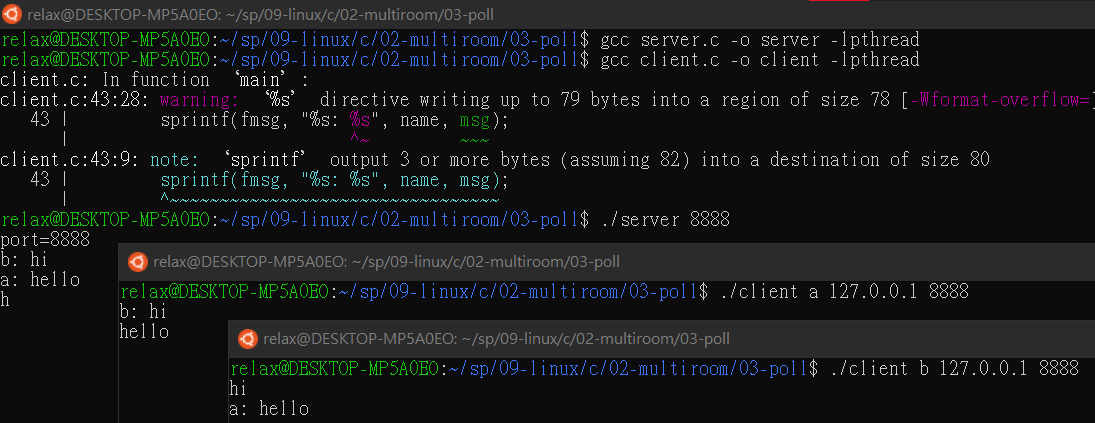 relax@DESKTOP-MP5A0EO: ~/sp/09-linux/c/02-multiroom/03-poll
relax@DESKTOP-MP5A0EO:~/sp/09-linux/c/02-multiroom/03-poll$ gcc server.c -o server -lpthread
relax@DESKTOP-MP5A0EO:~/sp/09-linux/c/02-multiroom/03-poll$ gcc client.c -o client -lpthread
client.c: In function ‘main’:
client.c:43:28: warning: ‘%s’ directive writing up to 79 bytes into a region of size 78 [-Wformat-overflow=]
43 | sprintf(fmsg, "%s: %s", name, msg);
| ^~ ~~~
client.c:43:9: note: ‘sprintf’ output 3 or more bytes (assuming 82) into a destination of size 80
43 | sprintf(fmsg, "%s: %s", name, msg);
| ^~~~~~~~~~~~~~~~~~~~~~~~~~~~~~~~~~
relax@DESKTOP-MP5A0EO:~/sp/09-linux/c/02-multiroom/03-poll$ ./server 8888
port=8888
b: hi
a: hello
h
relax@DESKTOP-MP5A0EO: ~/sp/09-linux/c/02-multiroom/03-poll
relax@DESKTOP-MP5A0EO:~/sp/09-linux/c/02-multiroom/03-poll$ ./client a 127.0.0.1 8888
b: hi
hello
relax@DESKTOP-MP5A0EO: ~/sp/09-linux/c/02-multiroom/03-poll
relax@DESKTOP-MP5A0EO:~/sp/09-linux/c/02-multiroom/03-poll$ ./client b 127.0.0.1 8888
hi
a: hello